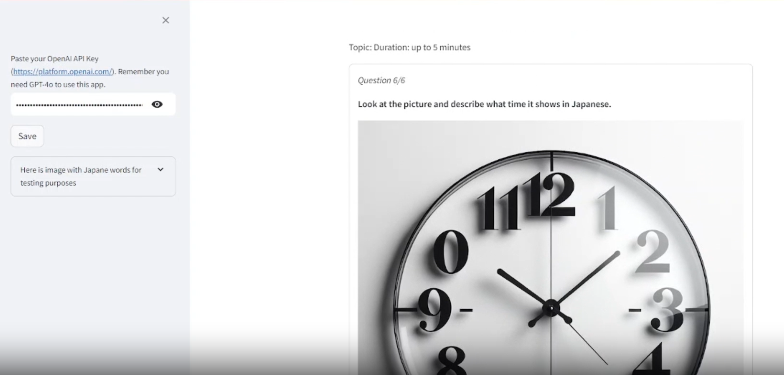 Paste your OpenAI API Key
(https://platform.openai.com/). Remember you
need GPT-4o to use this app.
Save
Here is image with Japane words for
testing purposes
Topic: Duration: up to 5 minutes
Question 6/6
Look at the picture and describe what time it shows in Japanese.
11 12 1
0 2
9 3
8 4